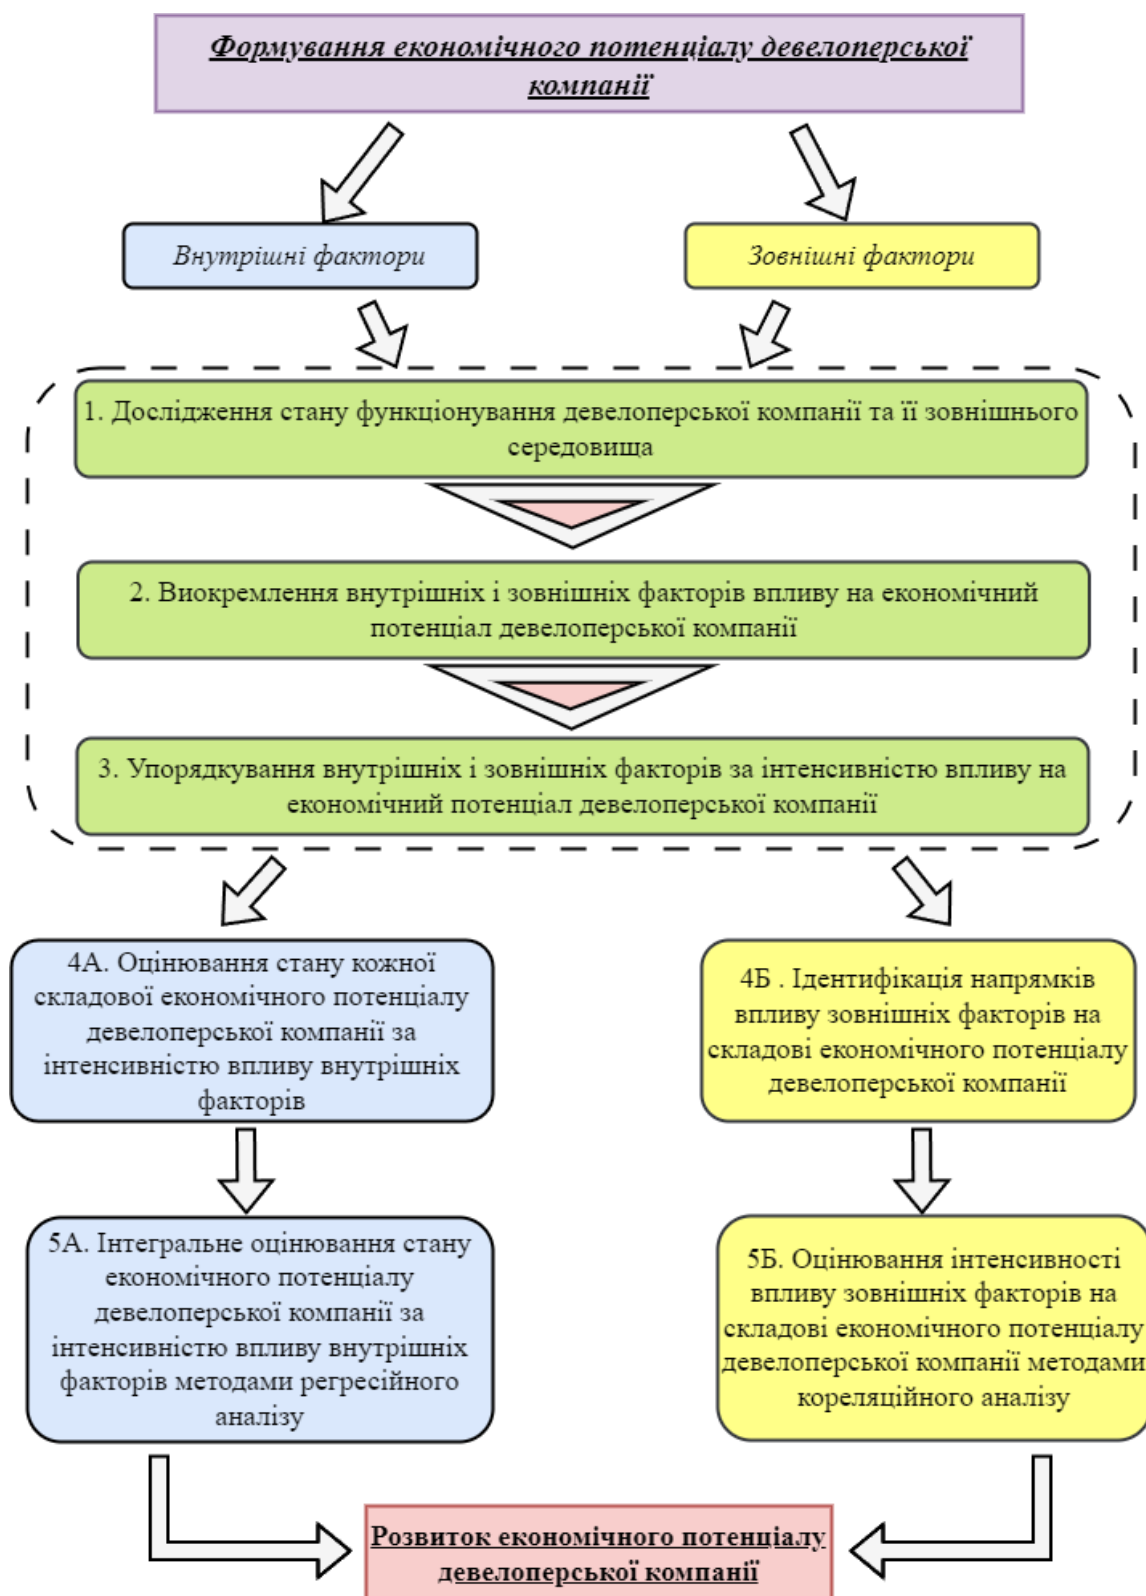 Формування економічного потенціалу девелоперської
компанії
Внутрішні фактори
Зовнішні фактори
1. Дослідження стану функціонування девелоперської компанії та її зовнішнього
середовища
2. Виокремлення внутрішніх і зовнішніх факторів впливу на економічний
потенціал девелоперської компанії
3. Упорядкування внутрішніх і зовнішніх факторів за інтенсивністю впливу на
економічний потенціал девелоперської компанії
4А. Оцінювання стану кожної
складової економічного потенціалу
девелоперської компанії за
інтенсивністю впливу внутрішніх
факторів
4Б . Ідентифікація напрямків
впливу зовнішніх факторів на
складові економічного потенціалу
девелоперської компанії
5А. Інтегральне оцінювання стану
економічного потенціалу
девелоперської компанії за
інтенсивністю впливу внутрішніх
факторів методами регресійного
аналізу
5Б. Оцінювання інтенсивності
впливу зовнішніх факторів на
складові економічного потенціалу
девелоперської компанії методами
кореляційного аналізу
Розвиток економічного потенціалу
девелоперської компанії